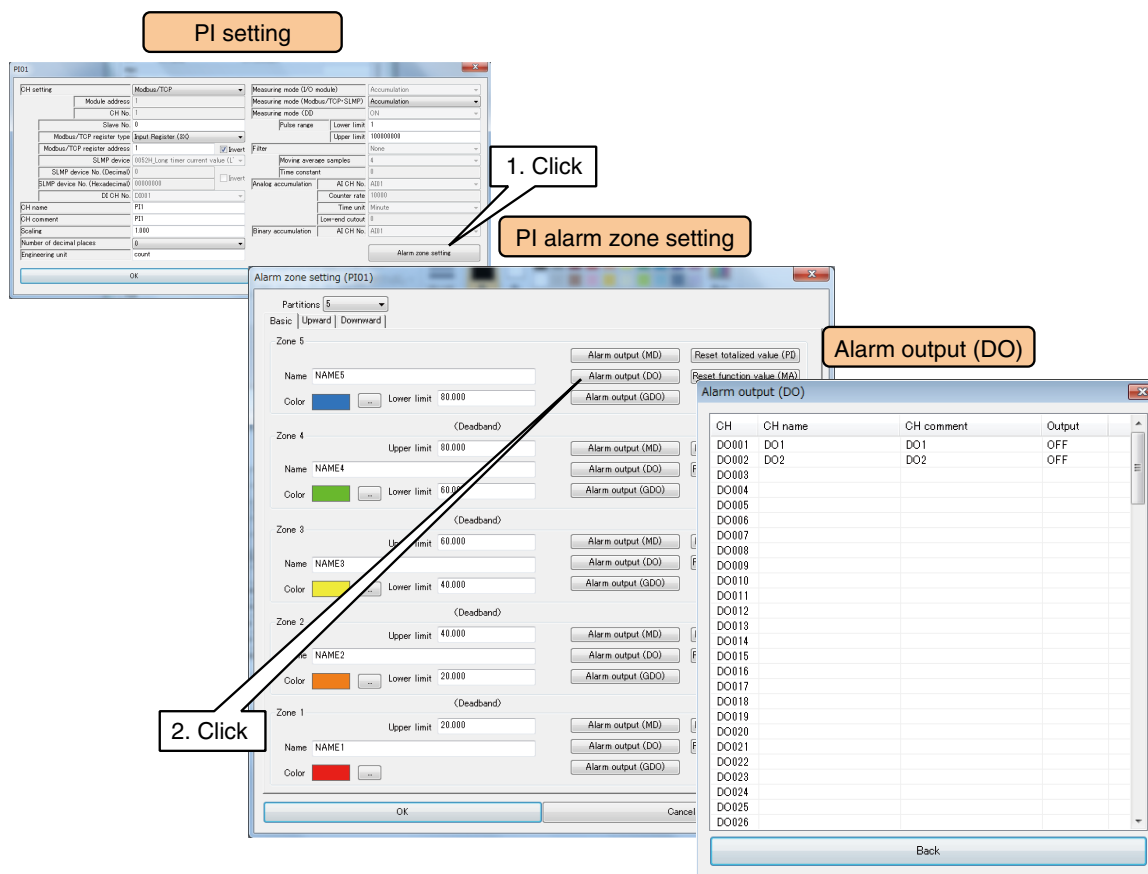 PI setting
PI01
CH setting Modbus/TCP
Module address 1
CH No. 1
Slave No. 0
Modbus/TCP register type Input Register (3X)
Modbus/TCP register address 1 Invert
SLMP device 0052H_Long timer current value (L
SLMP device No. (Decimal) 0
SLMP device No. (Hexadecimal) 00000000 Invert
DI CH No. DI001
CH name PI1
CH comment PI1
Scaling 1.000
Number of decimal places 0
Engineering unit count
Measuring mode (I/O module) Accumulation
Measuring mode (Modbus/TCP·SLMP) Accumulation
Measuring mode (DI) ON
Pulse range Lower limit 1
Upper limit 100000000
Filter None
Moving average samples 4
Time constant 0
Analog accumulation AI CH No. AI01
Counter rate 10000
Time unit Minute
Low-end cutout 0
Binary accumulation AI CH No. AI01
Alarm zone setting
OK
1. Click
PI alarm zone setting
Alarm zone setting (PI01)
Partitions 5
Basic Upward Downward
Zone 5
Alarm output (MD) Reset totalized value (PI)
Name NAME5 Alarm output (DO) Reset function value (MA)
Color .. Lower limit 80.000 Alarm output (GDO)
(Deadband)
Zone 4
Upper limit 80.000 Alarm output (MD)
Name NAME4 Alarm output (DO)
Color .. Lower limit 60.000 Alarm output (GDO)
(Deadband)
Zone 3
Upper limit 60.000 Alarm output (MD)
Name NAME3 Alarm output (DO)
Color .. Lower limit 40.000 Alarm output (GDO)
(Deadband)
Zone 2
Upper limit 40.000 Alarm output (MD)
NAME2 Alarm output (DO)
Color .. Lower limit 20.000 Alarm output (GDO)
(Deadband)
Zone 1
Upper limit 20.000 Alarm output (MD)
Name NAME1 Alarm output (DO)
Color .. Alarm output (GDO)
OK Cancel
2. Click
Alarm output (DO)
Alarm output (DO)
CH CH name CH comment Output
DO001 DO1 DO1 OFF
DO002 DO2 DO2 OFF
DO003
DO004
DO005
DO006
DO007
DO008
DO009
DO010
DO011
DO012
DO013
DO014
DO015
DO016
DO017
DO018
DO019
DO020
DO021
DO022
DO023
DO024
DO025
DO026
Back